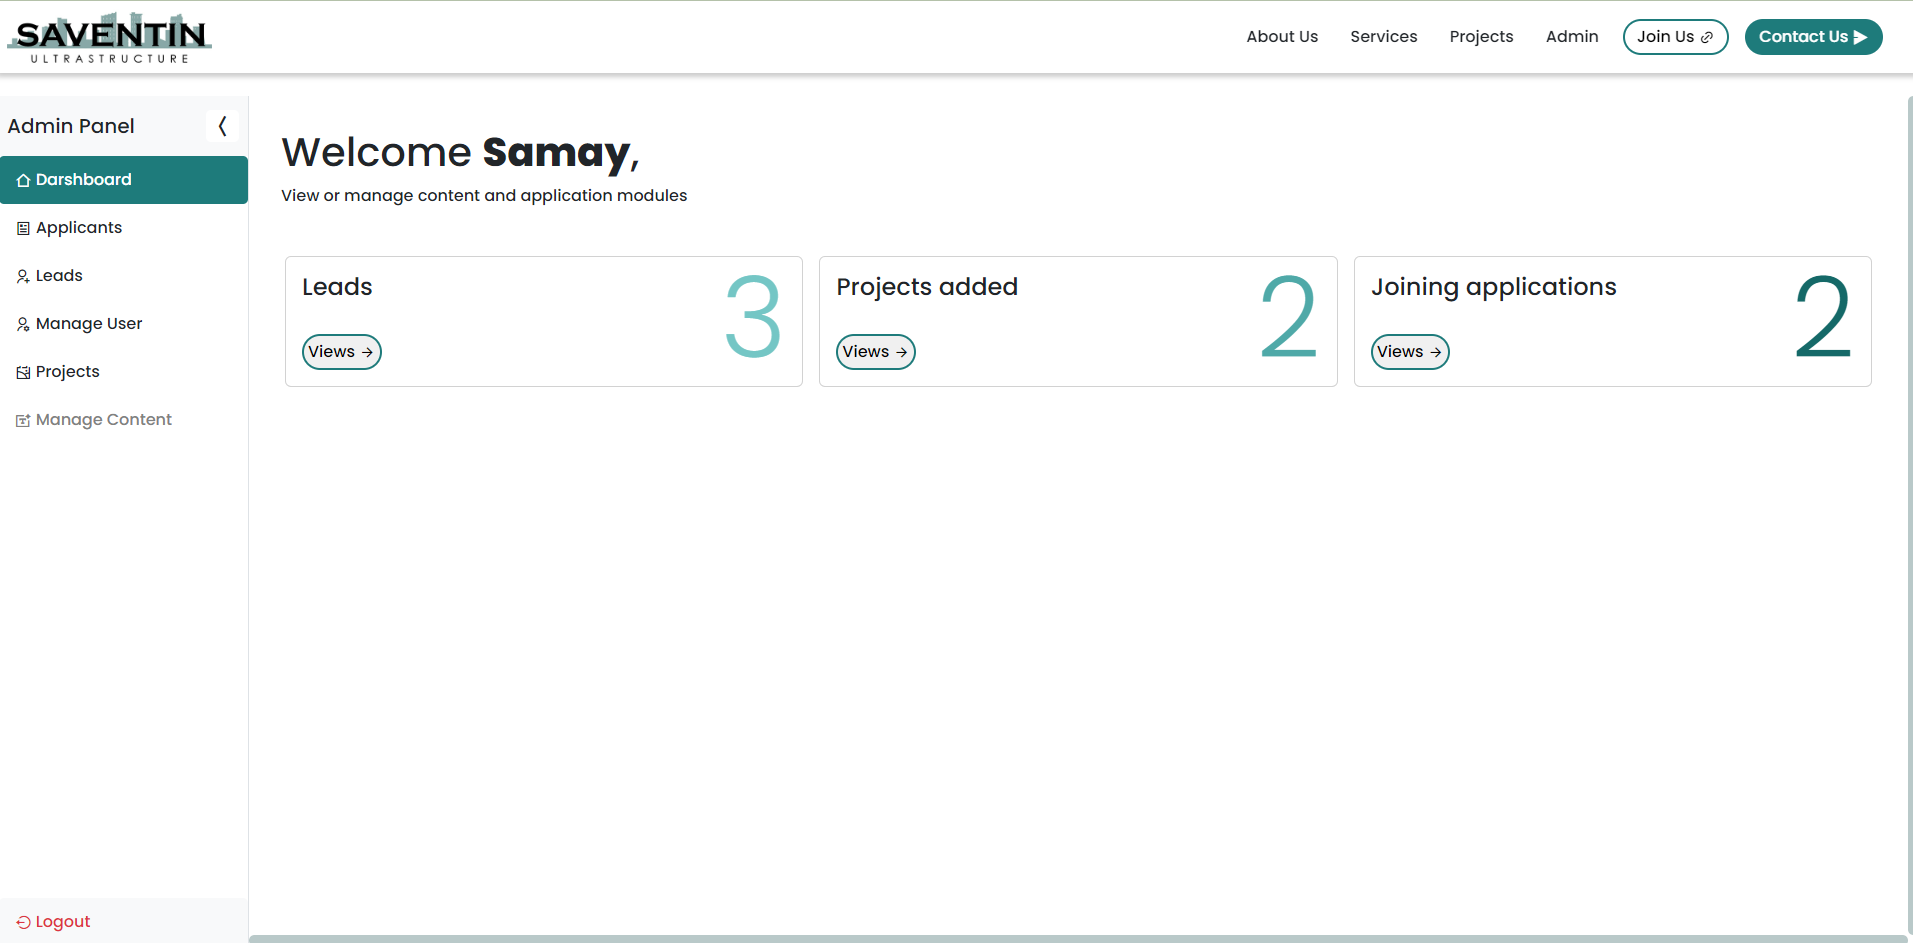 SAVENTIN
ULTRASTRUCTURE
About Us
Services
Projects
Admin
Join Us
Contact Us
Admin Panel
Darshboard
Applicants
Leads
Manage User
Projects
Manage Content
Logout
Welcome Samay,
View or manage content and application modules
Leads
3
Views →
Projects added
2
Views →
Joining applications
2
Views →